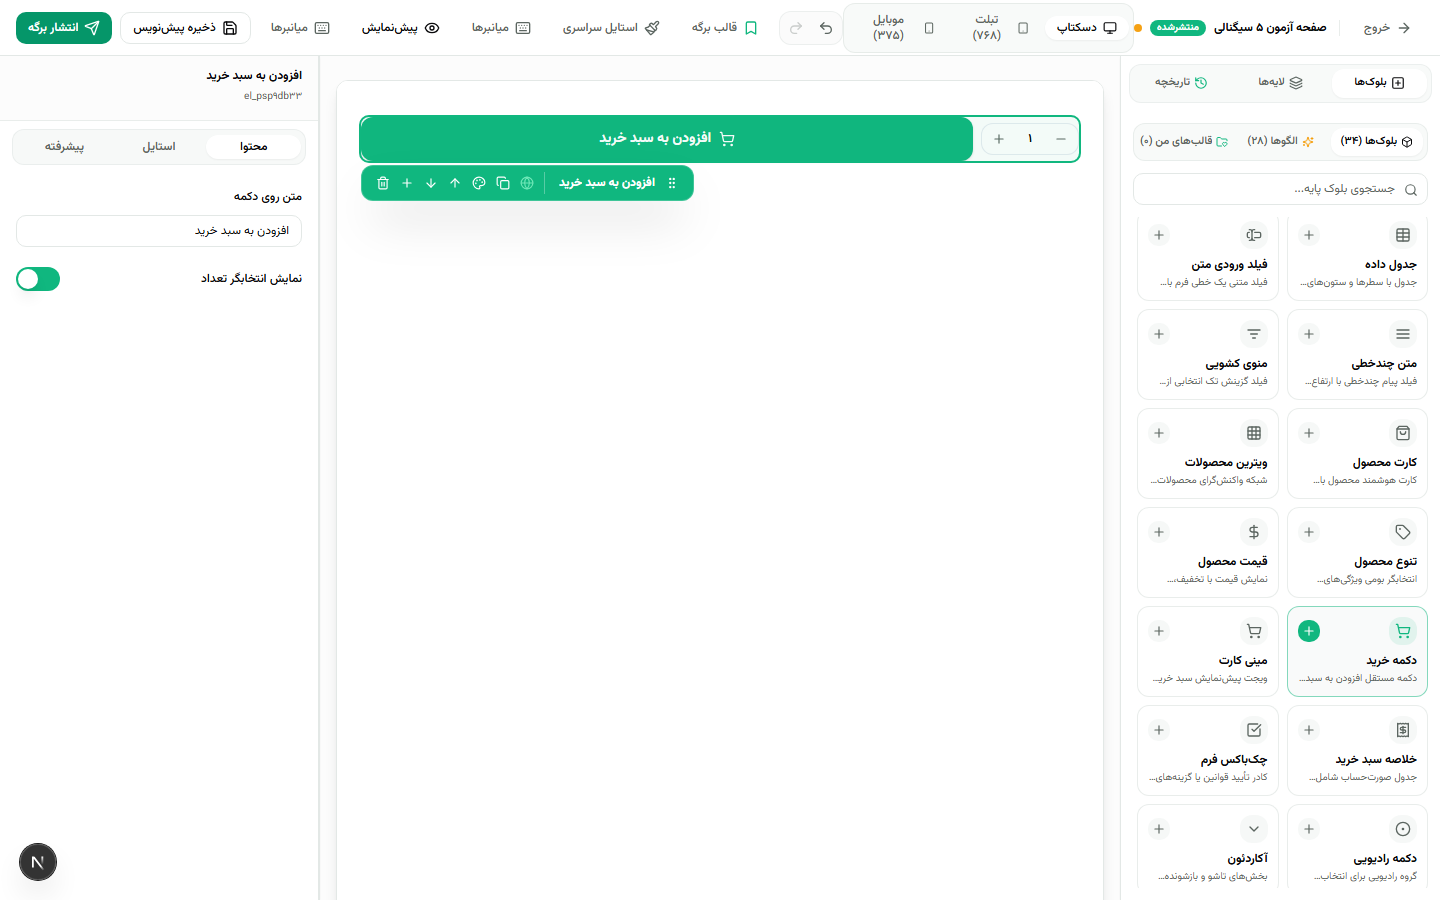 خروج
صفحه آزمون ۵ سیگنالی
منتشرشده
دسکتاپ
تبلت (۷۶۸)
موبایل (۳۷۵)
قالب برگه
استایل سراسری
میانبرها
پیش‌نمایش
میانبرها
ذخیره پیش‌نویس
انتشار برگه
بلوک‌ها
لایه‌ها
تاریخچه
بلوک‌ها (۳۴)
الگوها (۲۸)
قالب‌های من (۰)
جستجوی بلوک پایه...
جدول داده
جدول با سطرها و ستون‌های...
فیلد ورودی متن
فیلد متنی یک خطی فرم با...
متن چندخطی
فیلد پیام چندخطی با ارتفاع...
منوی کشویی
فیلد گزینش تک انتخابی از...
کارت محصول
کارت هوشمند محصول با...
ویترین محصولات
شبکه واکنش‌گرای محصولات...
تنوع محصول
انتخابگر بومی ویژگی‌های...
قیمت محصول
نمایش قیمت با تخفیف،...
دکمه خرید
دکمه مستقل افزودن به سبد...
مینی کارت
ویجت پیش‌نمایش سبد خرید...
خلاصه سبد خرید
جدول صورت‌حساب شامل...
چک‌باکس فرم
کادر تأیید قوانین یا گزینه‌های...
دکمه رادیویی
گروه رادیویی برای انتخاب...
آکاردئون
بخش‌های تاشو و بازشونده...
۱
افزودن به سبد خرید
افزودن به سبد خرید
افزودن به سبد خرید
el_psp۹db۳۳
محتوا
استایل
پیشرفته
متن روی دکمه
افزودن به سبد خرید
نمایش انتخابگر تعداد
N